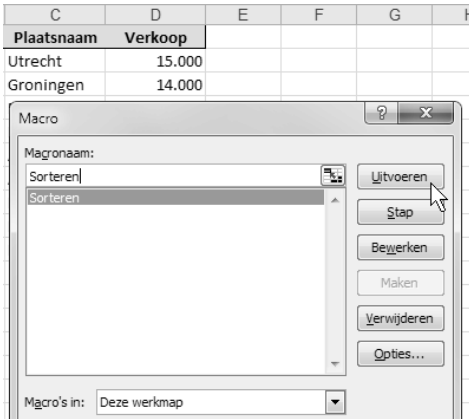 C D E F G
Plaatsnaam Verkoop
Utrecht 15.000
Groningen 14.000
Macro
Macronaam:
Sorteren
Sorteren
Uitvoeren
Stap
Bewerken
Maken
Verwijderen
Opties...
Macro's in: Deze werkmap